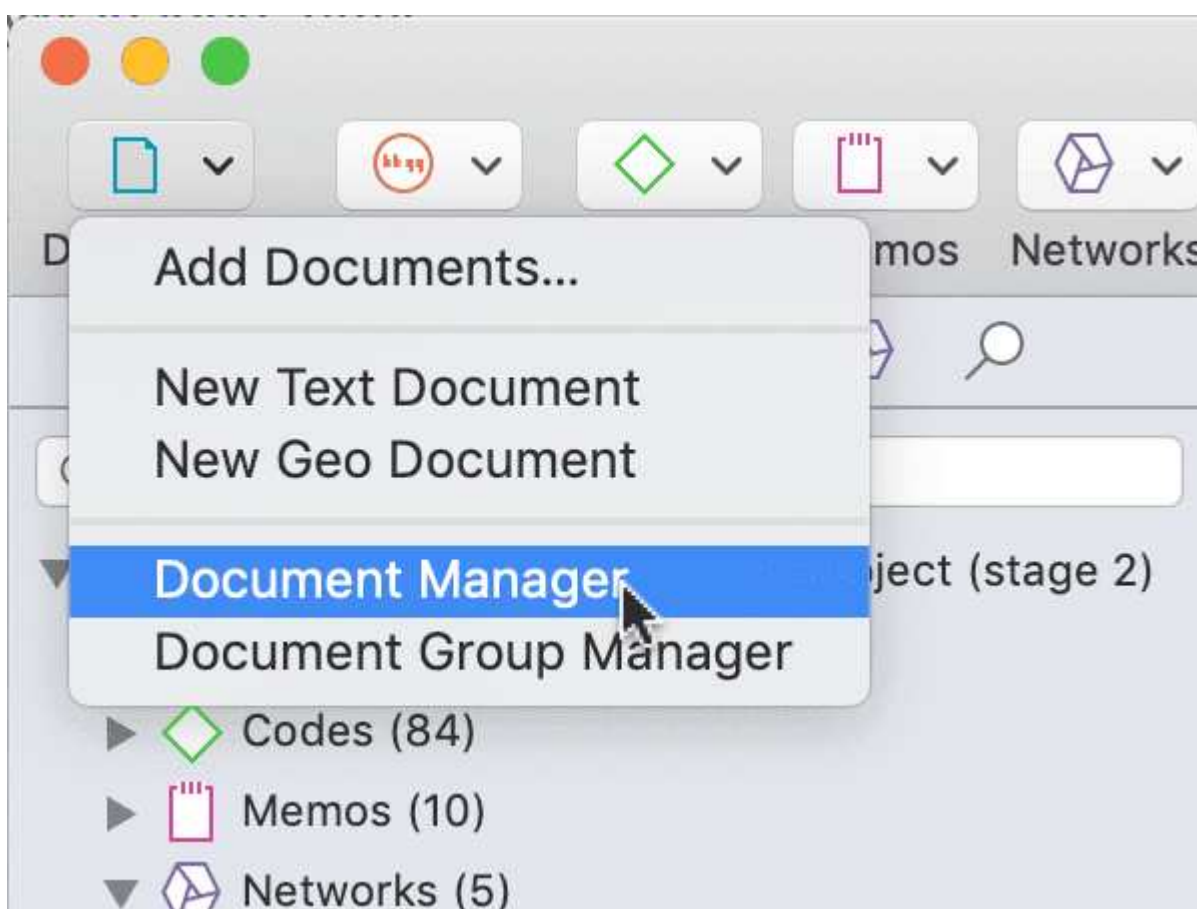 mos Networks
Add Documents...
New Text Document
New Geo Document
Document Manager
ject (stage 2)
Document Group Manager
Codes (84)
Memos (10)
Networks (5)